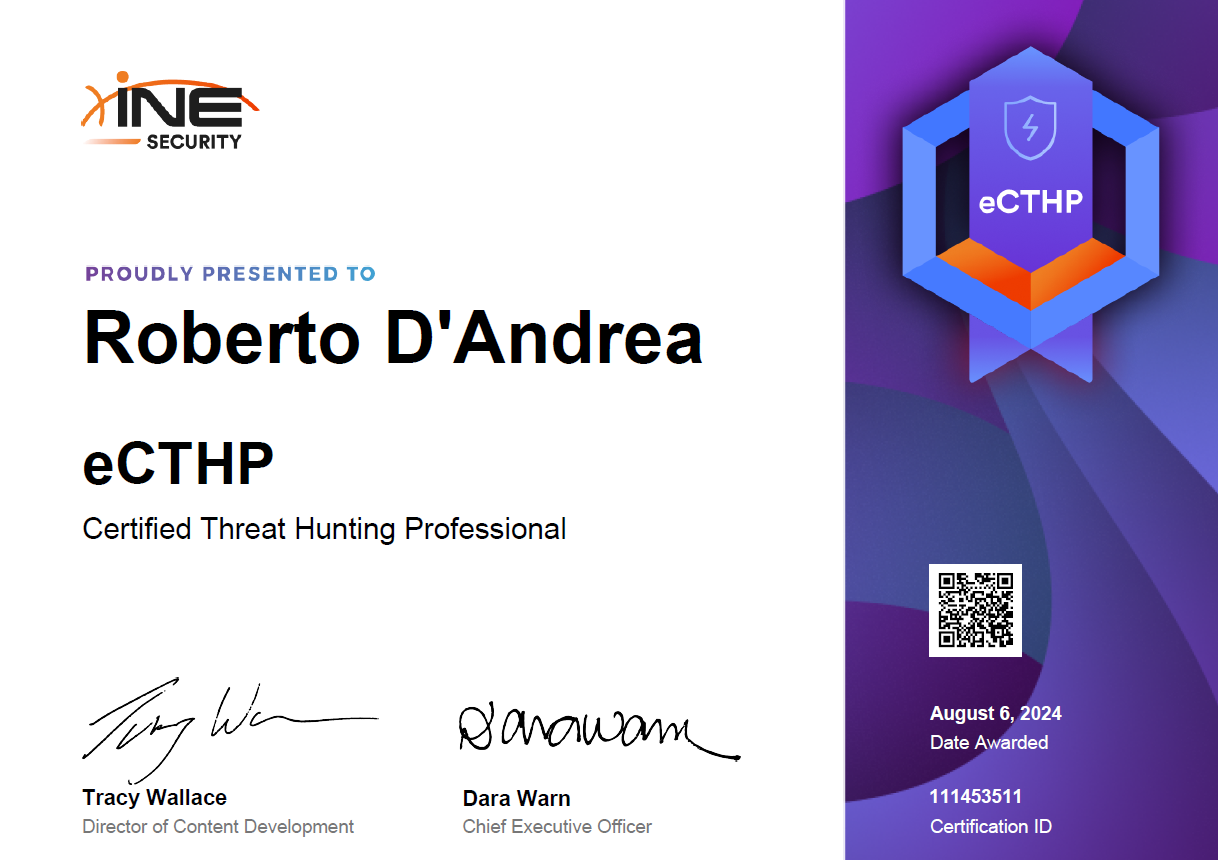 iNE
SECURITY
PROUDLY PRESENTED TO
Roberto D'Andrea
eCTHP
Certified Threat Hunting Professional
Tracy Wallace
Director of Content Development
Dara Warn
Chief Executive Officer
eCTHP
August 6, 2024
Date Awarded
111453511
Certification ID